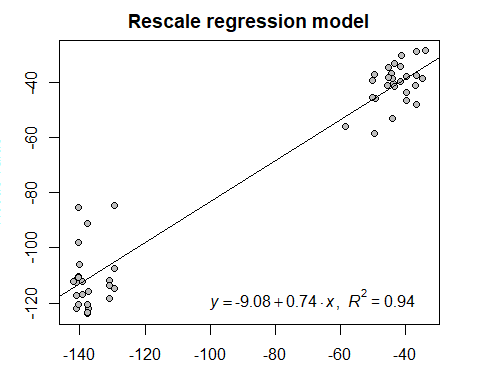 Rescale regression model
-40
-60
-80
-100
-120
y = -9.08 + 0.74 · x, R² = 0.94
-140 -120 -100 -80 -60 -40